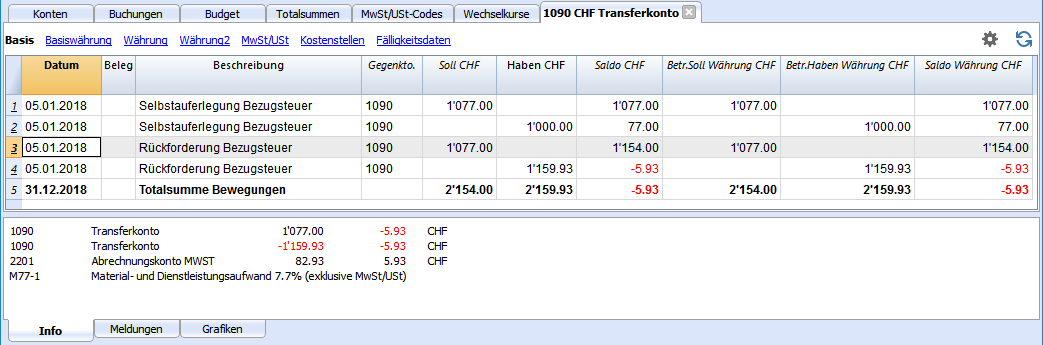 Konten Buchungen Budget Totalsummen MwSt/USt-Codes Wechselkurse 1090 CHF Transferkonto
Basis Basiswährung Währung Währung2 MwSt/USt Kostenstellen Fälligkeitsdaten
Datum Beleg Beschreibung Gegenkto. Soll CHF Haben CHF Saldo CHF Betr.Soll Währung CHF Betr.Haben Währung CHF Saldo Währung CHF
1 05.01.2018 Selbstauferlegung Bezugsteuer 1090 1'077.00 1'077.00 1'077.00 1'077.00
2 05.01.2018 Selbstauferlegung Bezugsteuer 1090 1'000.00 77.00 1'000.00 77.00
3 05.01.2018 Rückforderung Bezugsteuer 1090 1'077.00 1'154.00 1'077.00 1'154.00
4 05.01.2018 Rückforderung Bezugsteuer 1090 1'159.93 -5.93 1'159.93 -5.93
5 31.12.2018 Totalsumme Bewegungen 2'154.00 2'159.93 -5.93 2'154.00 2'159.93 -5.93
1090 Transferkonto 1'077.00 -5.93 CHF
1090 Transferkonto -1'159.93 -5.93 CHF
2201 Abrechnungskonto MWST 82.93 5.93 CHF
M77-1 Material- und Dienstleistungsaufwand 7.7% (exklusive MwSt/USt)
Info Meldungen Grafiken